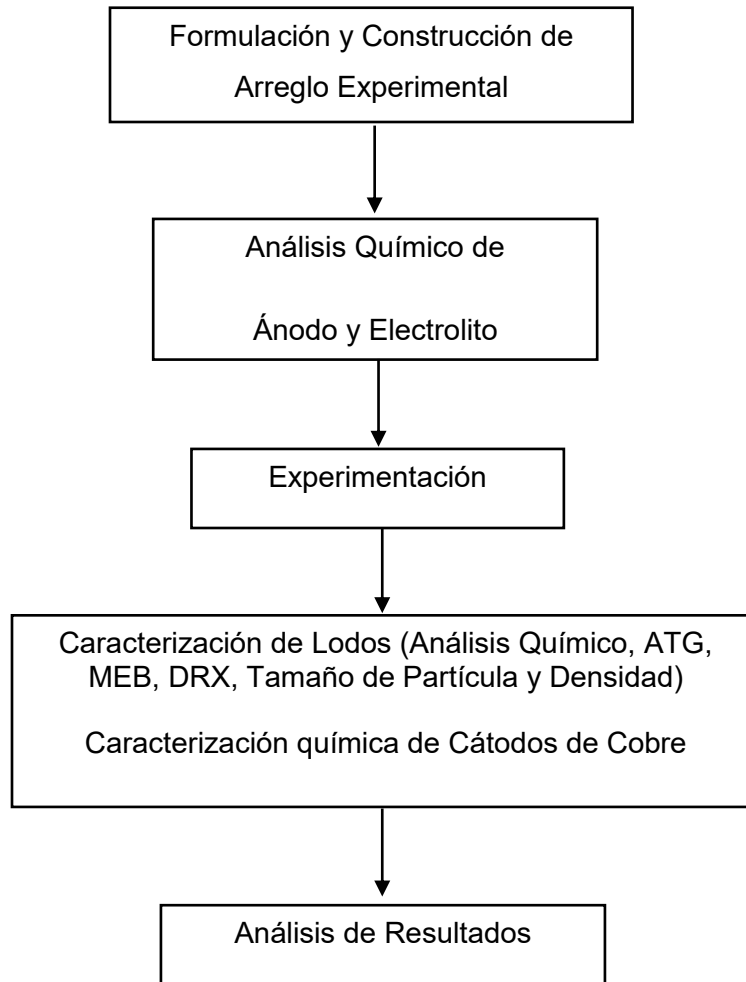 Formulación y Construcción de
Arreglo Experimental
Análisis Químico de
Ánodo y Electrolito
Experimentación
Caracterización de Lodos (Análisis Químico, ATG,
MEB, DRX, Tamaño de Partícula y Densidad)
Caracterización química de Cátodos de Cobre
Análisis de Resultados